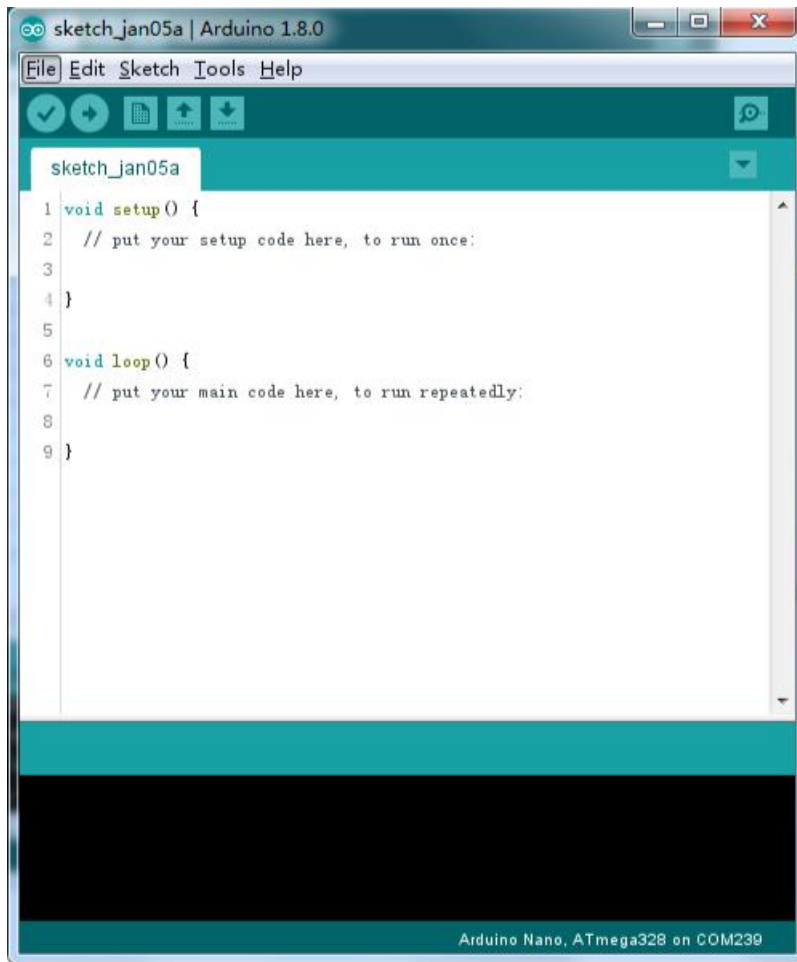 sketch_jan05a | Arduino 1.8.0
File Edit Sketch Tools Help
sketch_jan05a
1 void setup() {
2 // put your setup code here, to run once:
3
4 }
5
6 void loop() {
7 // put your main code here, to run repeatedly:
8
9 }
Arduino Nano, ATmega328 on COM239